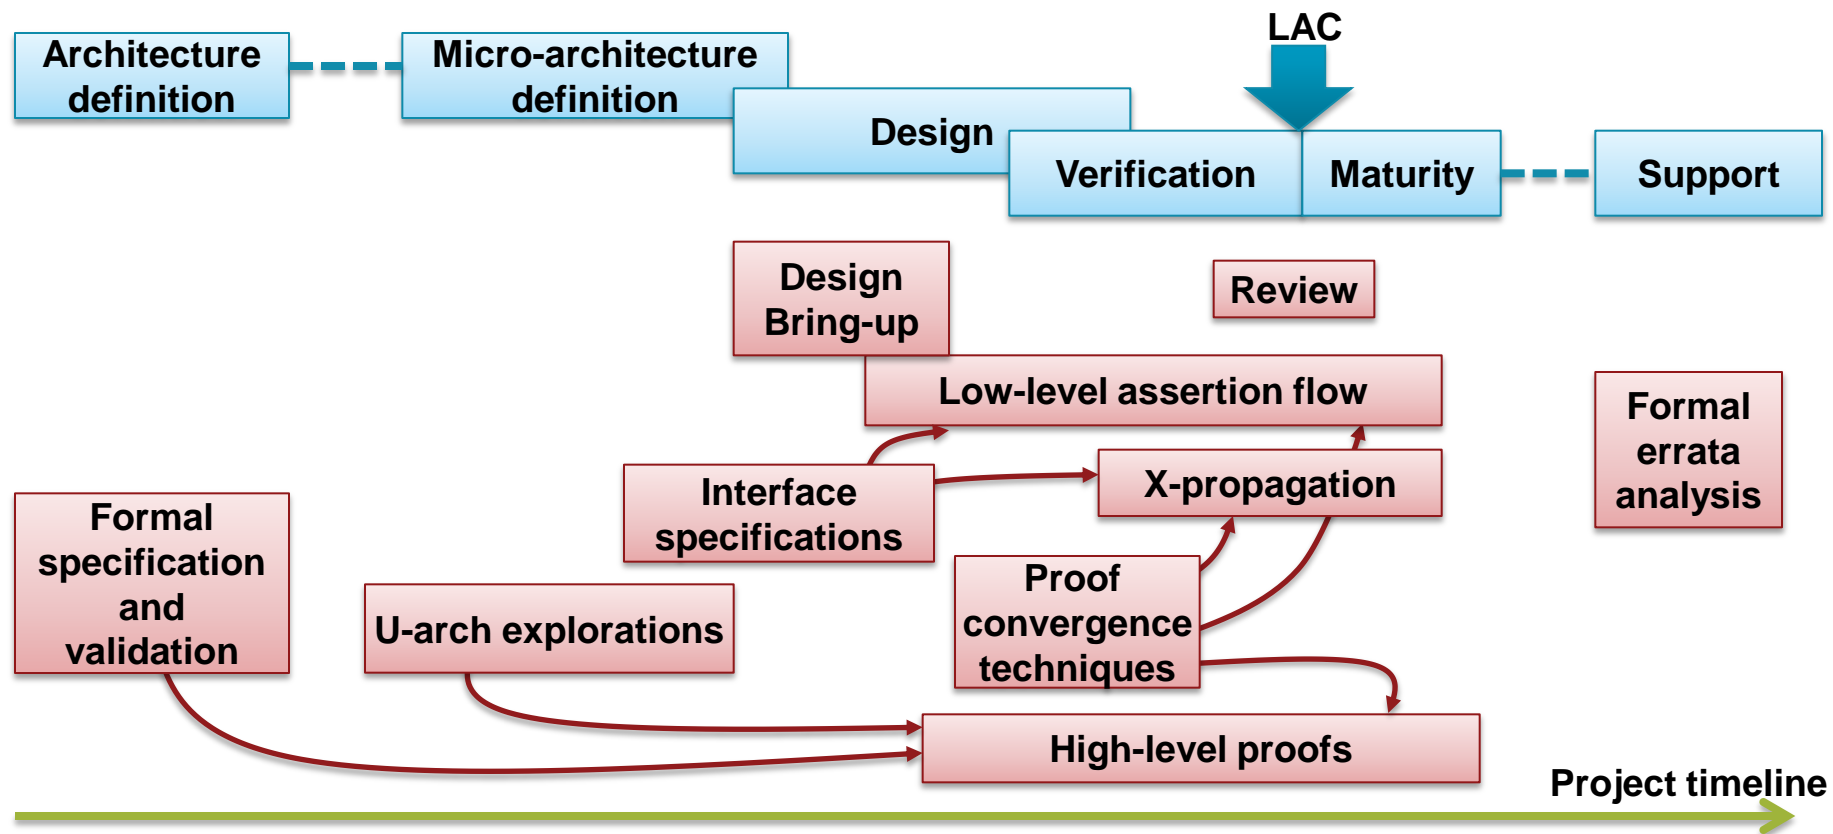 LAC
Architecture
definition
Micro-architecture
definition
Design
Verification
Maturity
Support
Design
Bring-up
Review
Low-level assertion flow
Formal
errata
analysis
Interface
specifications
X-propagation
Formal
specification
and
validation
U-arch explorations
Proof
convergence
techniques
High-level proofs
Project timeline